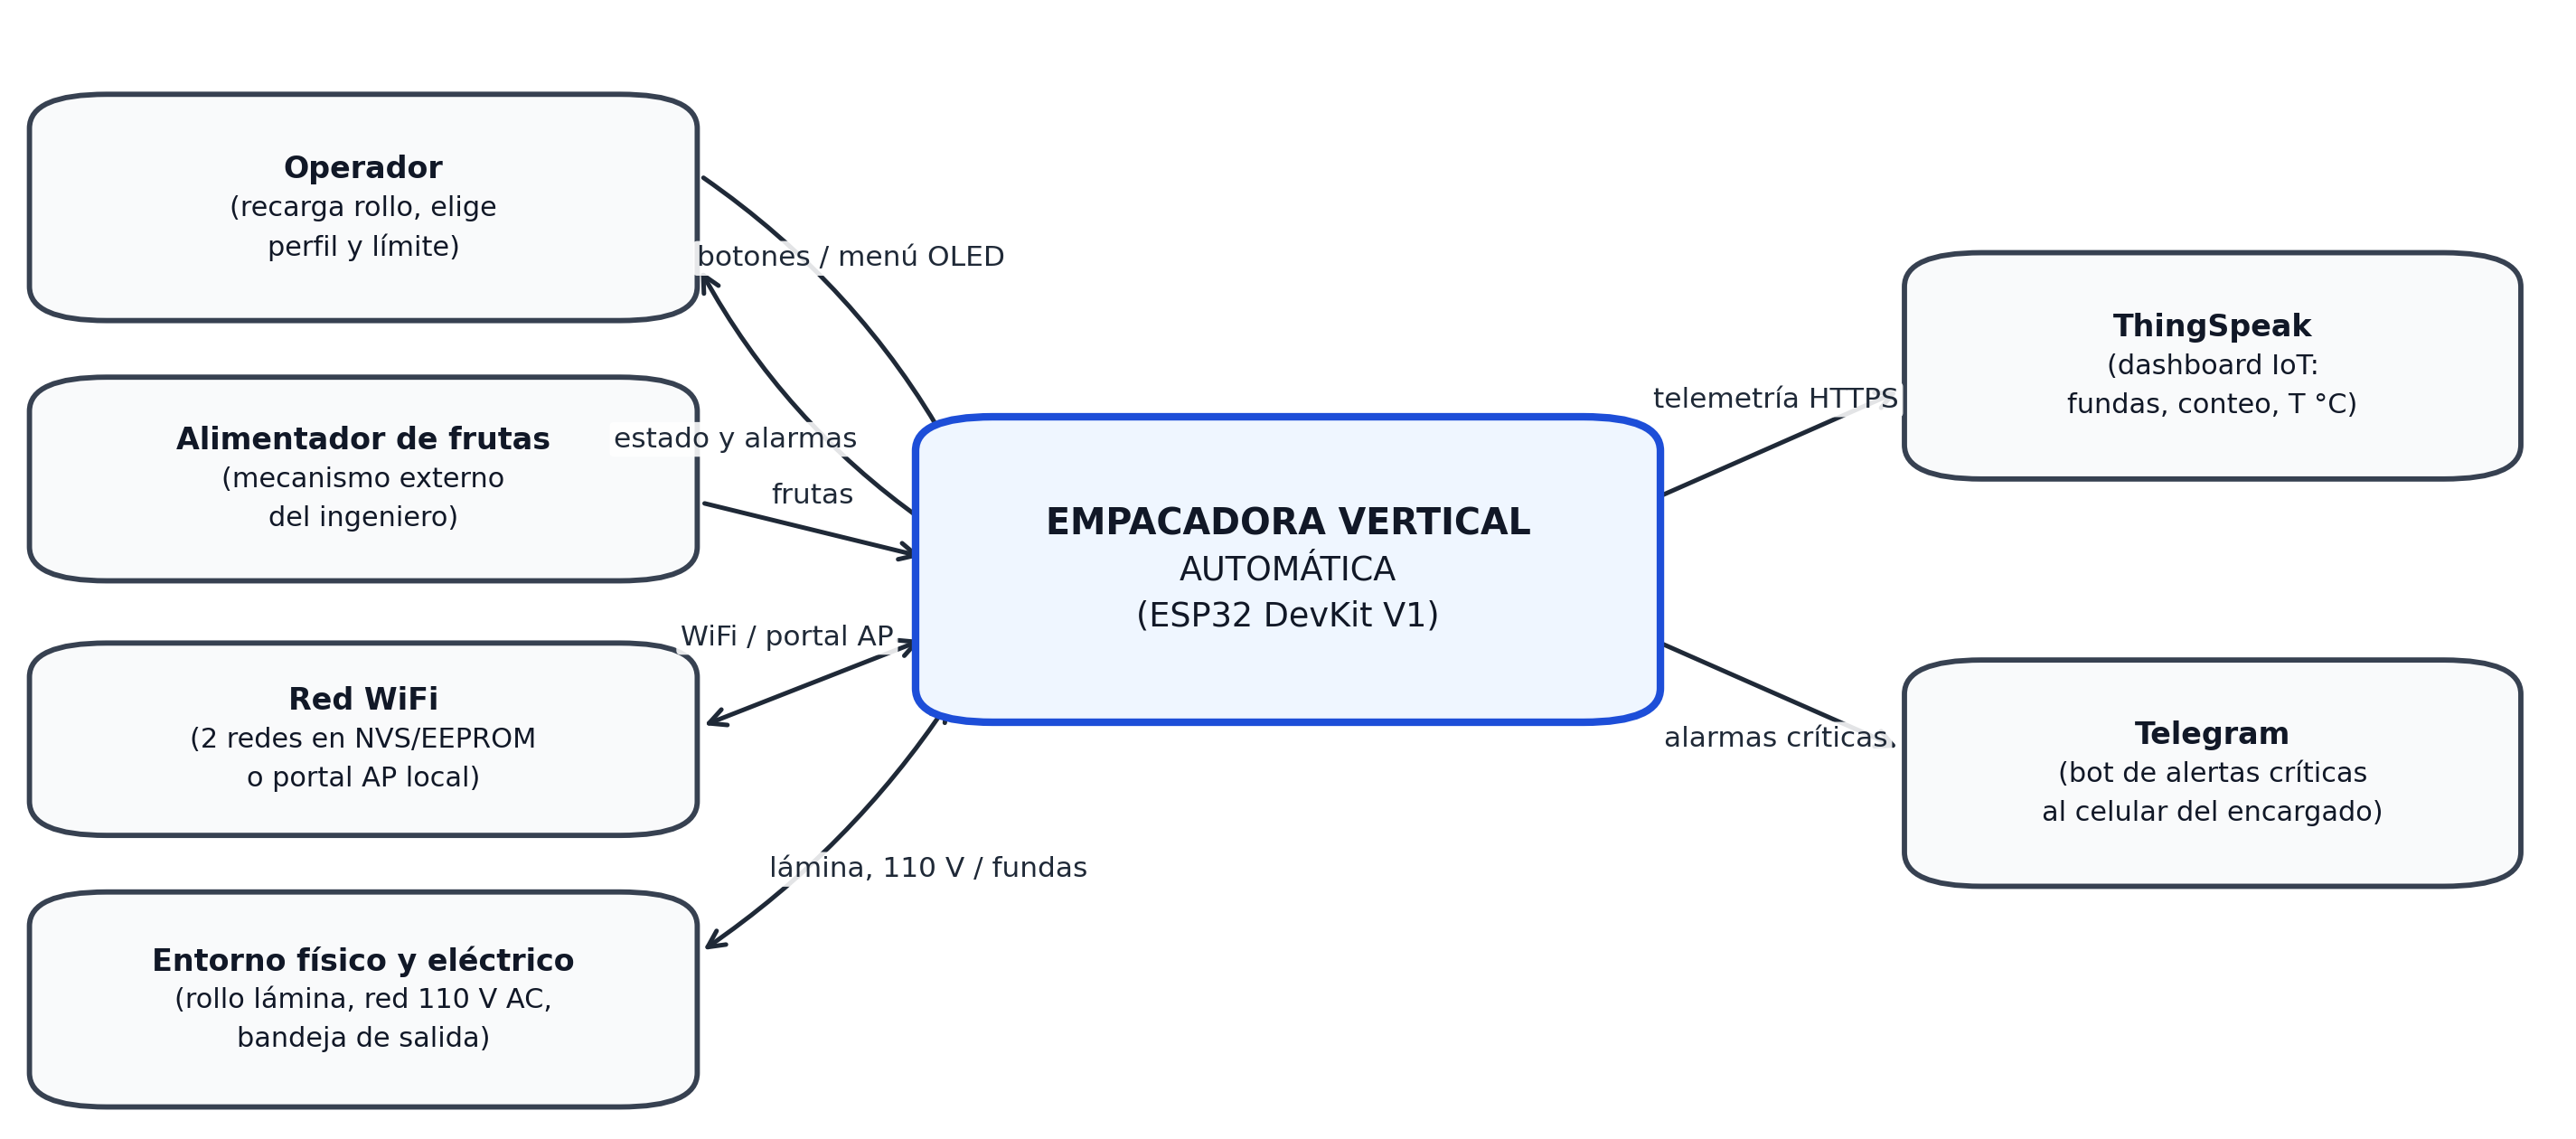 Operador
(recarga rollo, elige
perfil y límite)
botones / menú OLED
estado y alarmas
Alimentador de frutas
(mecanismo externo
del ingeniero)
frutas
WiFi / portal AP
Red WiFi
(2 redes en NVS/EEPROM
o portal AP local)
lámina, 110 V / fundas
Entorno físico y eléctrico
(rollo lámina, red 110 V AC,
bandeja de salida)
EMPACADORA VERTICAL
AUTOMÁTICA
(ESP32 DevKit V1)
telemetría HTTPS
ThingSpeak
(dashboard IoT:
fundas, conteo, T °C)
alarmas críticas
Telegram
(bot de alertas críticas
al celular del encargado)